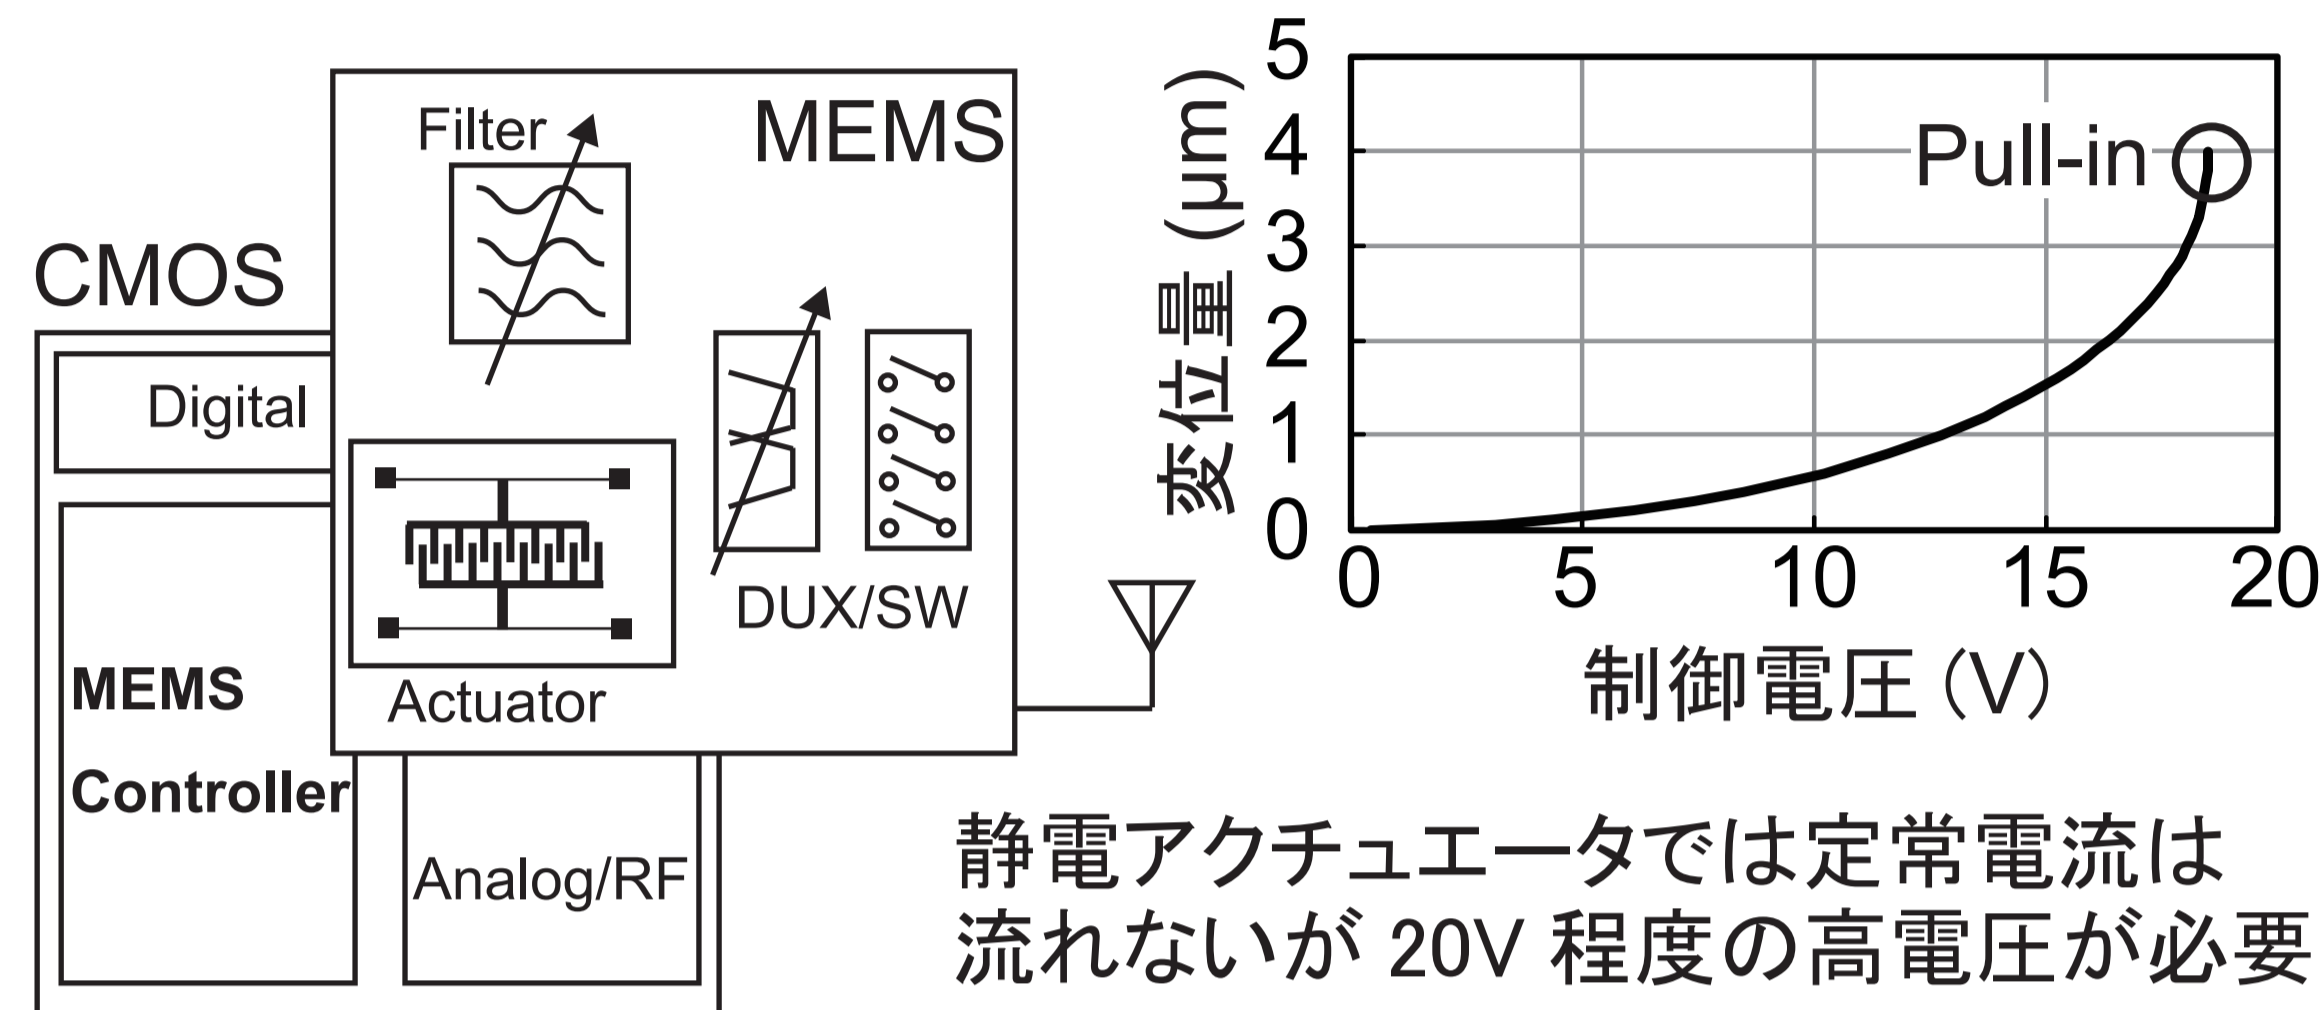 Filter
MEMS
CMOS
Digital
Actuator
DUX/SW
MEMS
Controller
Analog/RF
変位量 (μm)
5
4
3
2
1
0
Pull-in
0 5 10 15 20
制御電圧 (V)
静電アクチュエータでは定常電流は
流れないが 20V 程度の高電圧が必要